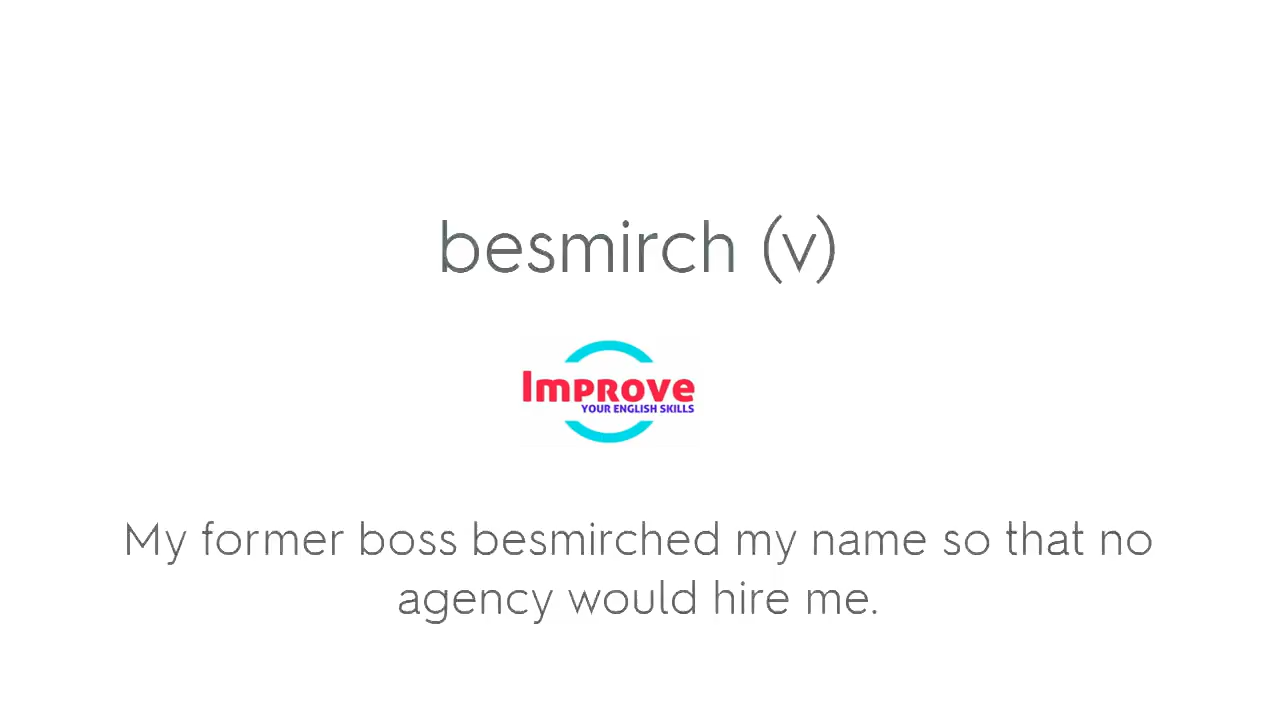 besmirch (v)
Improve
YOUR ENGLISH SKILLS
My former boss besmirched my name so that no
agency would hire me.